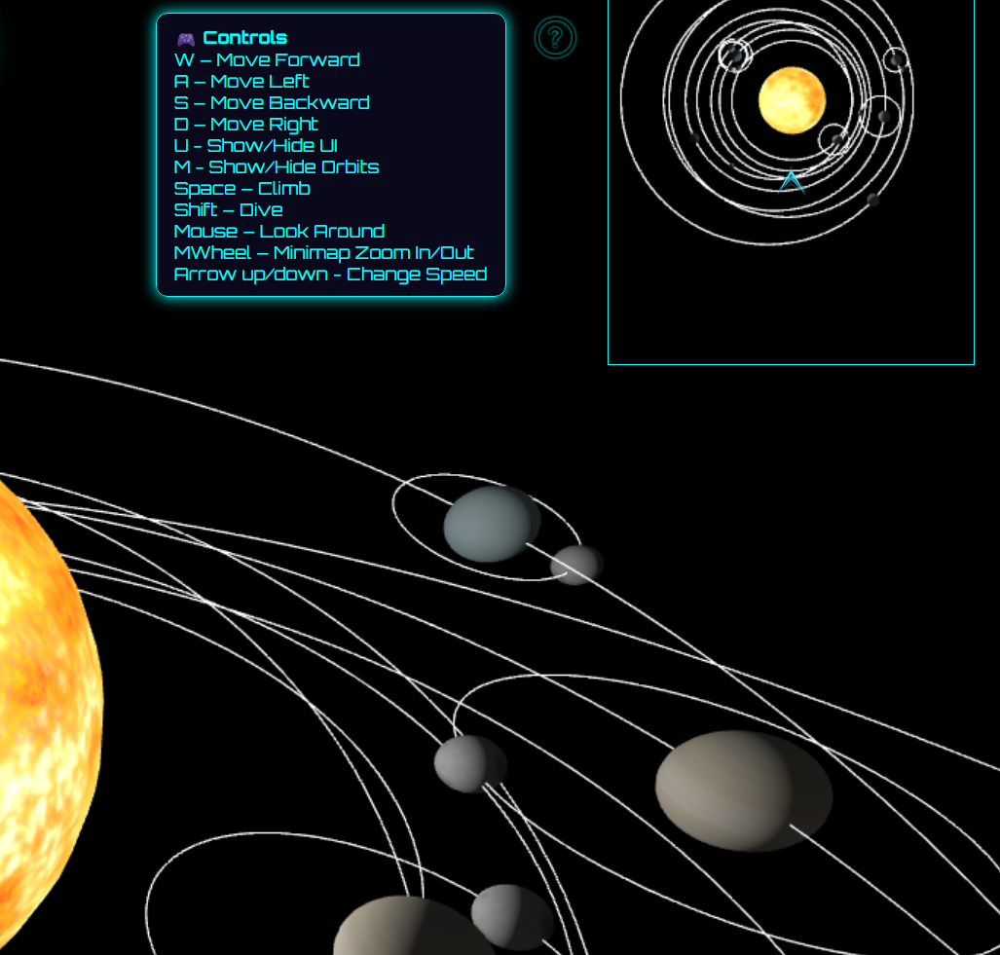 🎮 Controls
W – Move Forward
A – Move Left
S – Move Backward
D – Move Right
U - Show/Hide UI
M - Show/Hide Orbits
Space – Climb
Shift – Dive
Mouse – Look Around
MWheel – Minimap Zoom In/Out
Arrow up/down - Change Speed
?